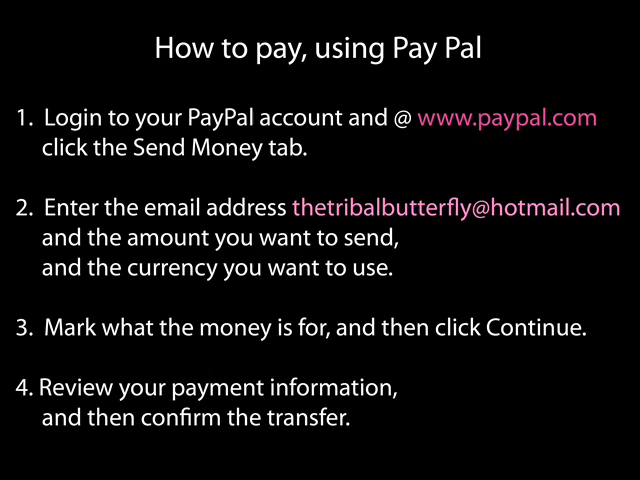 How to pay, using Pay Pal
1. Login to your PayPal account and @ www.paypal.com
click the Send Money tab.
2. Enter the email address thetribalbutterfly@hotmail.com
and the amount you want to send,
and the currency you want to use.
3. Mark what the money is for, and then click Continue.
4. Review your payment information,
and then confirm the transfer.